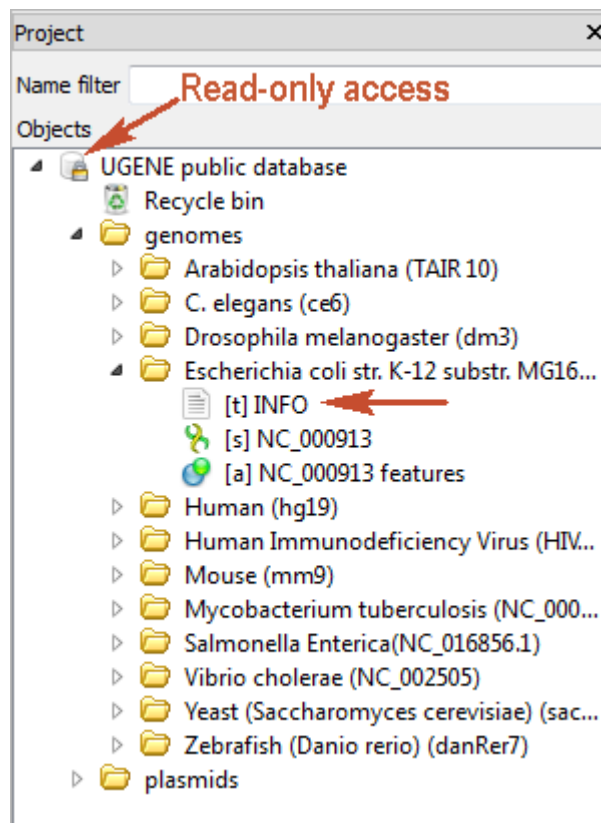 Project
Name filter
Read-only access
Objects
UGENE public database
Recycle bin
genomes
Arabidopsis thaliana (TAIR 10)
C. elegans (ce6)
Drosophila melanogaster (dm3)
Escherichia coli str. K-12 substr. MG16...
[t] INFO
[s] NC_000913
[a] NC_000913 features
Human (hg19)
Human Immunodeficiency Virus (HIV...
Mouse (mm9)
Mycobacterium tuberculosis (NC_000...
Salmonella Enterica(NC_016856.1)
Vibrio cholerae (NC_002505)
Yeast (Saccharomyces cerevisiae) (sac...
Zebrafish (Danio rerio) (danRer7)
plasmids